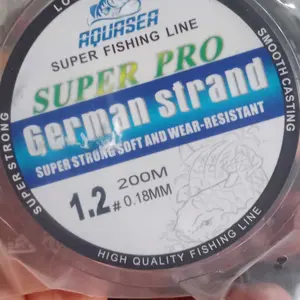 AQUASEA
SUPER FISHING LINE
SUPER PRO
German strand
SUPER STRONG SOFT AND WEAR-RESISTANT
200M
1.2# 0.18MM
HIGH QUALITY FISHING LINE
SUPER STRONG
SMOOTH CASTING